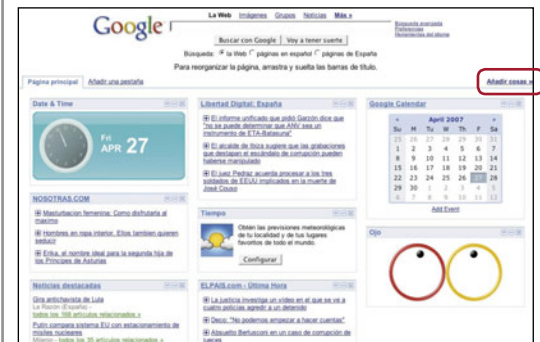 Google
La Web Imágenes Grupos Noticias Más »
Búsqueda avanzada
Preferencias
Herramientas del idioma
Buscar con Google Voy a tener suerte
Búsqueda: la Web páginas en español páginas de España
Para reorganizar la página, arrastra y suelta las barras de título.
Página principal Añadir una pestaña
Añadir cosas »
Date & Time
Fri
APR 27
NOSOTRAS.COM
Masturbacion femenina: Como disfrutarla al
máximo
Hombres en ropa interior. Ellos tambien quieren
seducir
Erika, el nombre ideal para la segunda hija de
los Principes de Asturias
Noticias destacadas
Gira antichavista de Lula
La Razón (España) -
todos los 168 artículos relacionados »
Putin compara sistema EU con estacionamiento de
misiles nucleares
Milenio - todos los 35 artículos relacionados »
Libertad Digital: España
El informe unificado que pidió Garzón dice que
"no se puede determinar que ANV sea un
instrumento de ETA-Batasuna"
El alcalde de Ibiza sugiere que las grabaciones
que destapan el escándalo de corrupción pueden
haberse manipulado
El juez Pedraz acuerda procesar a los tres
soldados de EEUU implicados en la muerte de
José Couso
Tiempo
Obtén las previsiones meteorológicas
de tu localidad y de tus lugares
favoritos de todo el mundo.
Configurar
ELPAIS.com - Última Hora
La justicia investiga un vídeo en el que se ve a
cuatro policías agredir a un detenido
Deco: "No podemos empezar a hacer cuentas"
Absuelto Berlusconi en un caso de corrupción de
jueces
Google Calendar
« April 2007 »
Su M Tu W Th F Sa
25 26 27 28 29 30 31
1 2 3 4 5 6 7
8 9 10 11 12 13 14
15 16 17 18 19 20 21
22 23 24 25 26 27 28
29 30 1 2 3 4 5
6 7 8 9 10 11 12
Add Event
Ojo